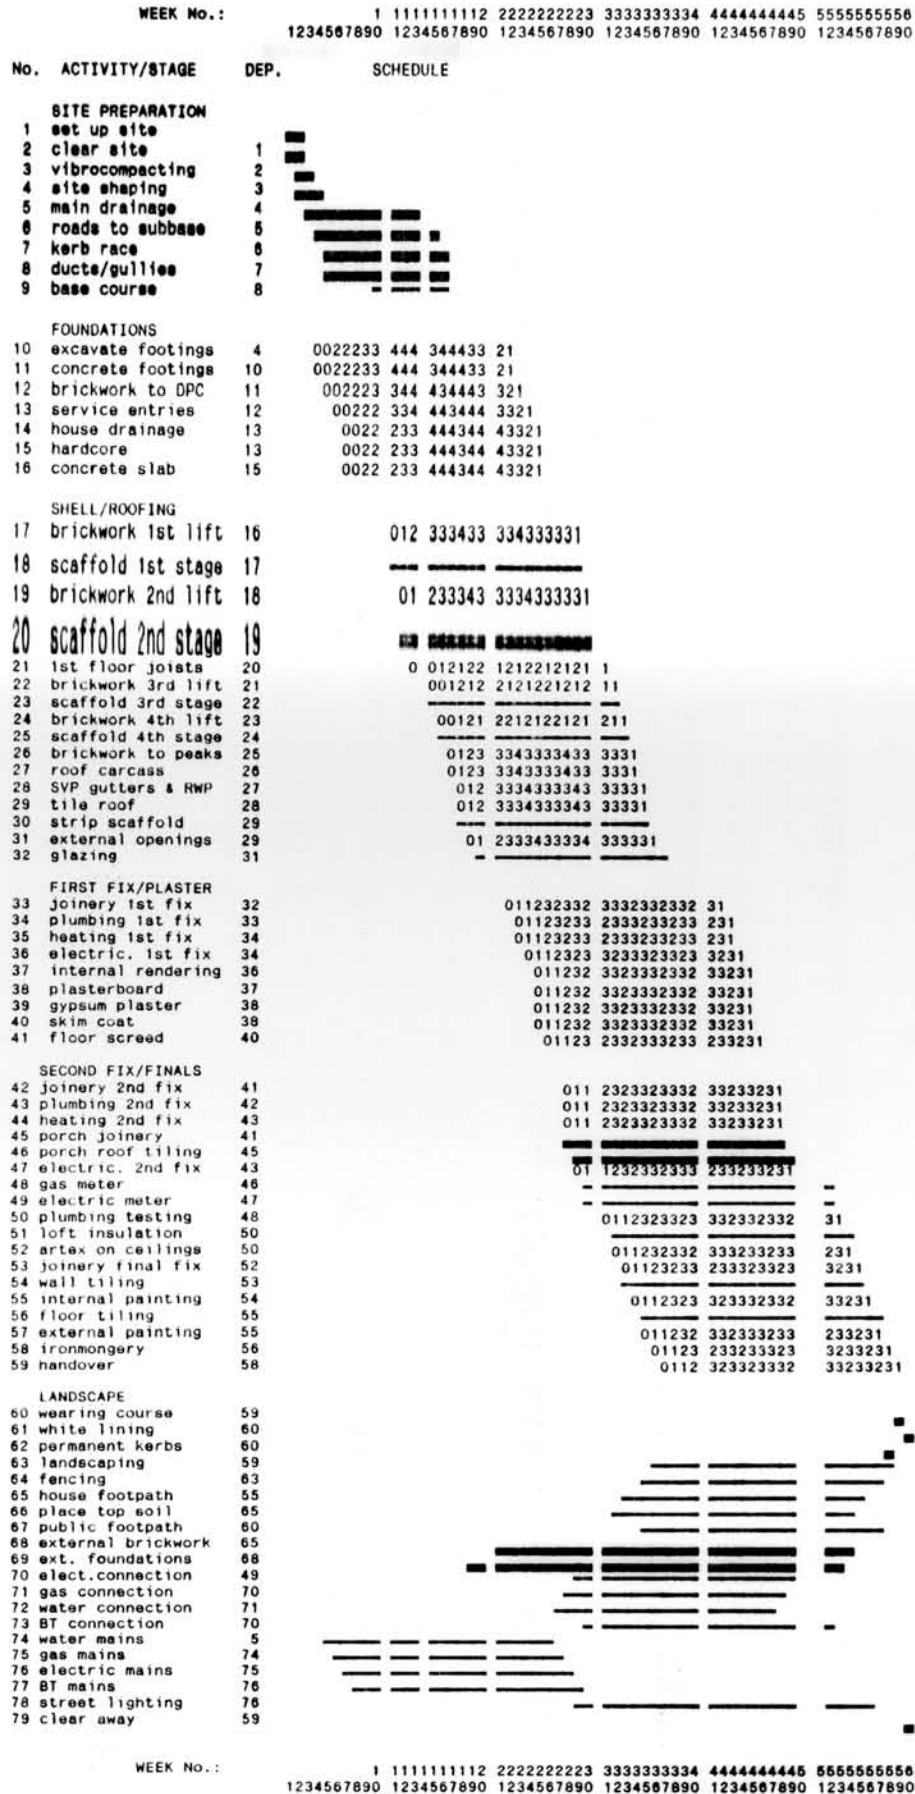 WEEK No.: 1 1111111112 2222222223 3333333334 4444444445 5555555556
1234567890 1234567890 1234567890 1234567890 1234567890 1234567890
No. ACTIVITY/STAGE DEP. SCHEDULE
SITE PREPARATION
1 set up site
2 clear site 1
3 vibrocompacting 2
4 site shaping 3
5 main drainage 4
6 roads to subbase 5
7 kerb race 6
8 ducts/gullies 7
9 base course 8
FOUNDATIONS
10 excavate footings 4 0022233 444 344433 21
11 concrete footings 10 0022233 444 344433 21
12 brickwork to DPC 11 002223 344 434443 321
13 service entries 12 00222 334 443444 3321
14 house drainage 13 0022 233 444344 43321
15 hardcore 13 0022 233 444344 43321
16 concrete slab 15 0022 233 444344 43321
SHELL/ROOFING
17 brickwork 1st lift 16 012 333433 334333331
18 scaffold 1st stage 17
19 brickwork 2nd lift 18 01 233343 3334333331
20 scaffold 2nd stage 19
21 1st floor joists 20 0 012122 1212212121 1
22 brickwork 3rd lift 21 001212 2121221212 11
23 scaffold 3rd stage 22
24 brickwork 4th lift 23 00121 2212122121 211
25 scaffold 4th stage 24
26 brickwork to peaks 25 0123 3343333433 3331
27 roof carcass 26 0123 3343333433 3331
28 SVP gutters & RWP 27 012 3334333343 33331
29 tile roof 28 012 3334333343 33331
30 strip scaffold 29
31 external openings 29 01 2333433334 333331
32 glazing 31
FIRST FIX/PLASTER
33 joinery 1st fix 32 011232332 3332332332 31
34 plumbing 1st fix 33 01123233 2333233233 231
35 heating 1st fix 34 01123233 2333233233 231
36 electric. 1st fix 34 0112323 3233323323 3231
37 internal rendering 36 011232 3323332332 33231
38 plasterboard 37 011232 3323332332 33231
39 gypsum plaster 38 011232 3323332332 33231
40 skim coat 38 011232 3323332332 33231
41 floor screed 40 01123 2332333233 233231
SECOND FIX/FINALS
42 joinery 2nd fix 41 011 2323323332 33233231
43 plumbing 2nd fix 42 011 2323323332 33233231
44 heating 2nd fix 43 011 2323323332 33233231
45 porch joinery 41
46 porch roof tiling 45
47 electric. 2nd fix 43 01 1232332333 233233231
48 gas meter 46
49 electric meter 47
50 plumbing testing 48 0112323323 332332332 31
51 loft insulation 50
52 artex on ceilings 50 011232332 333233233 231
53 joinery final fix 52 01123233 233323323 3231
54 wall tiling 53
55 internal painting 54 0112323 323332332 33231
56 floor tiling 55
57 external painting 55 011232 332333233 233231
58 ironmongery 56 01123 233233323 3233231
59 handover 58 0112 323323332 33233231
LANDSCAPE
60 wearing course 59
61 white lining 60
62 permanent kerbs 60
63 landscaping 59
64 fencing 63
65 house footpath 55
66 place top soil 65
67 public footpath 60
68 external brickwork 65
69 ext. foundations 68
70 elect.connection 49
71 gas connection 70
72 water connection 71
73 BT connection 70
74 water mains 5
75 gas mains 74
76 electric mains 75
77 BT mains 76
78 street lighting 76
79 clear away 59
WEEK No.: 1 1111111112 2222222223 3333333334 4444444445 5555555556
1234567890 1234567890 1234567890 1234567890 1234567890 1234567890